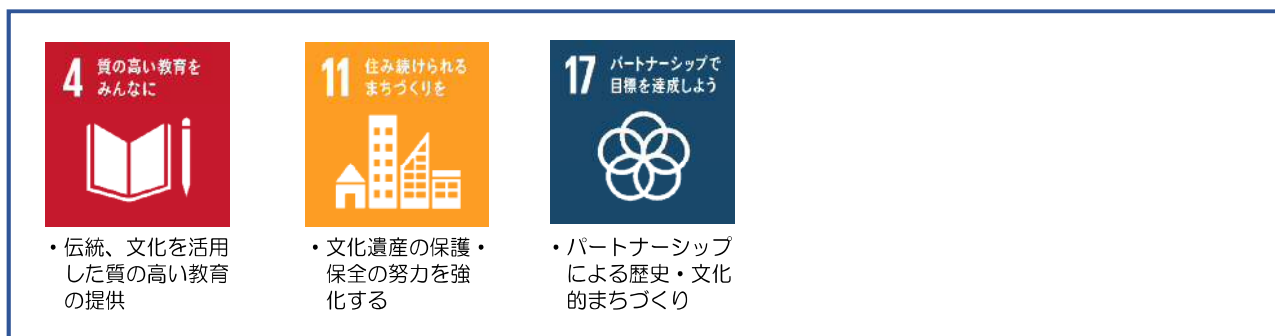 4 質の高い教育を
みんなに
・伝統、文化を活用
した質の高い教育
の提供
11 住み続けられる
まちづくりを
・文化遺産の保護・
保全の努力を強
化する
17 パートナーシップで
目標を達成しよう
・パートナーシップ
による歴史・文化
的まちづくり